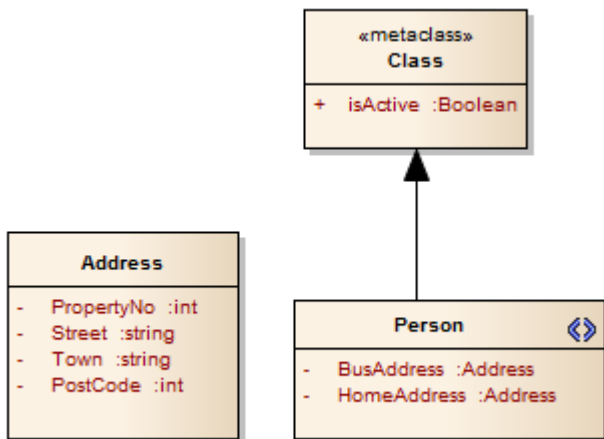 «metaclass»
Class
+ isActive :Boolean
Address
- PropertyNo :int
- Street :string
- Town :string
- PostCode :int
Person
- BusAddress :Address
- HomeAddress :Address